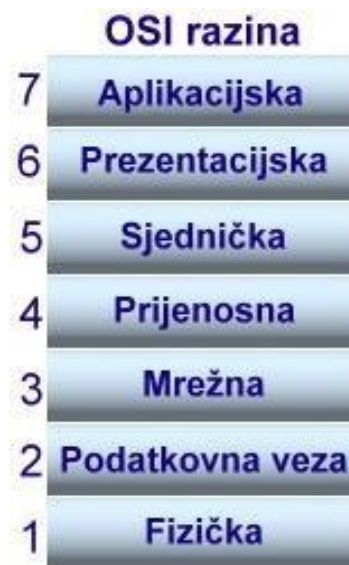 OSI razina
7 Aplikacijska
6 Prezentacijska
5 Sjednička
4 Prijenosna
3 Mrežna
2 Podatkovna veza
1 Fizička